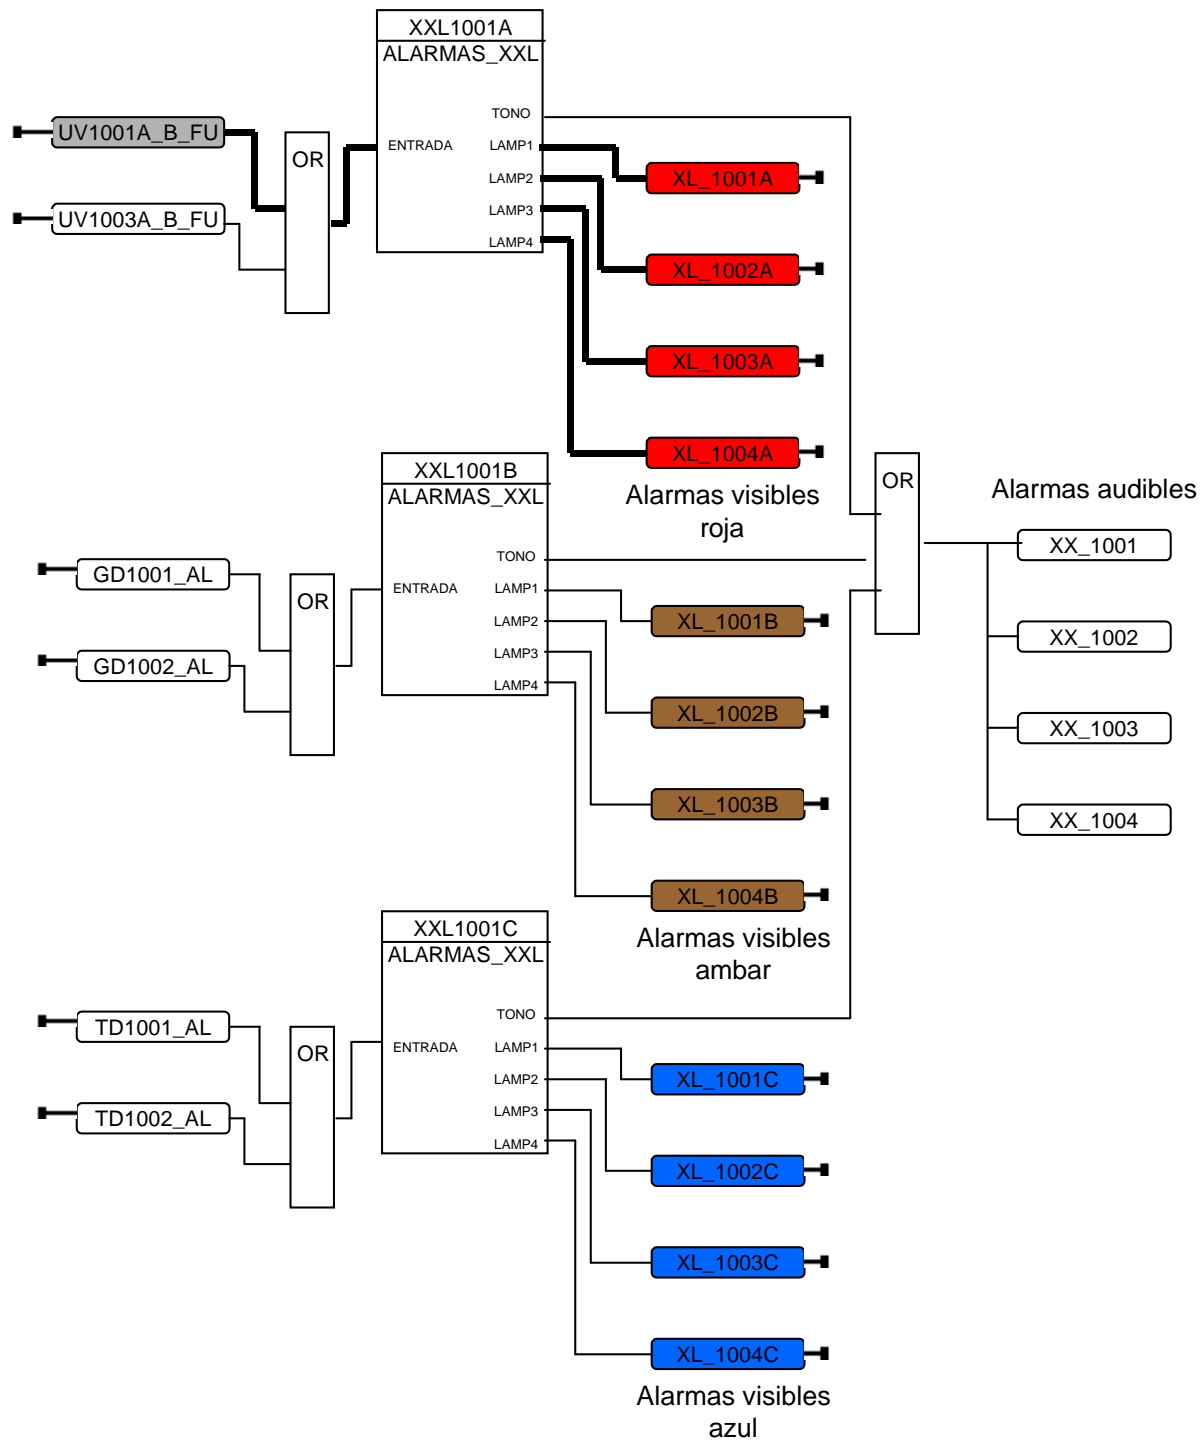 XXL1001A
ALARMAS_XXL
TONO
UV1001A_B_FU
OR
ENTRADA
LAMP1
LAMP2
LAMP3
LAMP4
UV1003A_B_FU
XL_1001A
XL_1002A
XL_1003A
XL_1004A
Alarmas visibles
roja
XXL1001B
ALARMAS_XXL
TONO
GD1001_AL
OR
ENTRADA
LAMP1
LAMP2
LAMP3
LAMP4
GD1002_AL
XL_1001B
XL_1002B
XL_1003B
XL_1004B
Alarmas visibles
ambar
OR
Alarmas audibles
XX_1001
XX_1002
XX_1003
XX_1004
XXL1001C
ALARMAS_XXL
TONO
TD1001_AL
OR
ENTRADA
LAMP1
LAMP2
LAMP3
LAMP4
TD1002_AL
XL_1001C
XL_1002C
XL_1003C
XL_1004C
Alarmas visibles
azul